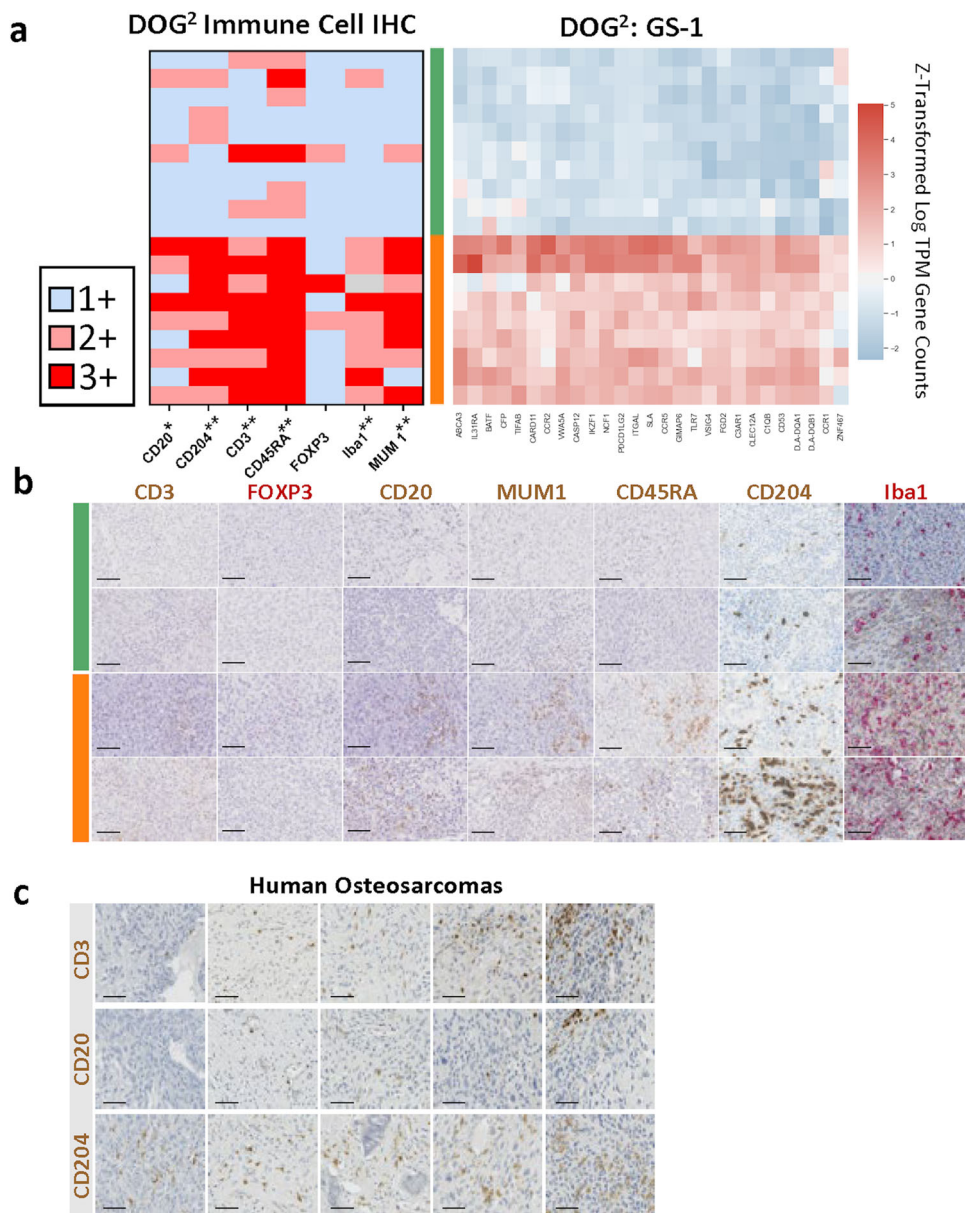 a
DOG² Immune Cell IHC
DOG²: GS-1
1+
2+
3+
CD20 *
CD204 **
CD3 **
CD45RA **
FOXP3
Iba1 **
MUM 1 **
ABCA3
IL31RA
BATF
CFP
TIFAB
CARD11
CCR2
VWA5A
CASP12
IKZF1
NCF1
PDCD1LG2
ITGAL
SLA
CCR5
GIMAP6
TLR7
VSIG4
FGD2
C3AR1
CLEC12A
C1QB
CD53
DLA-DQA1
DLA-DQB1
CCR1
ZNF467
5
4
3
2
1
0
-1
-2
Z-Transformed Log TPM Gene Counts
b
CD3 FOXP3 CD20 MUM1 CD45RA CD204 Iba1
c
Human Osteosarcomas
CD3
CD20
CD204